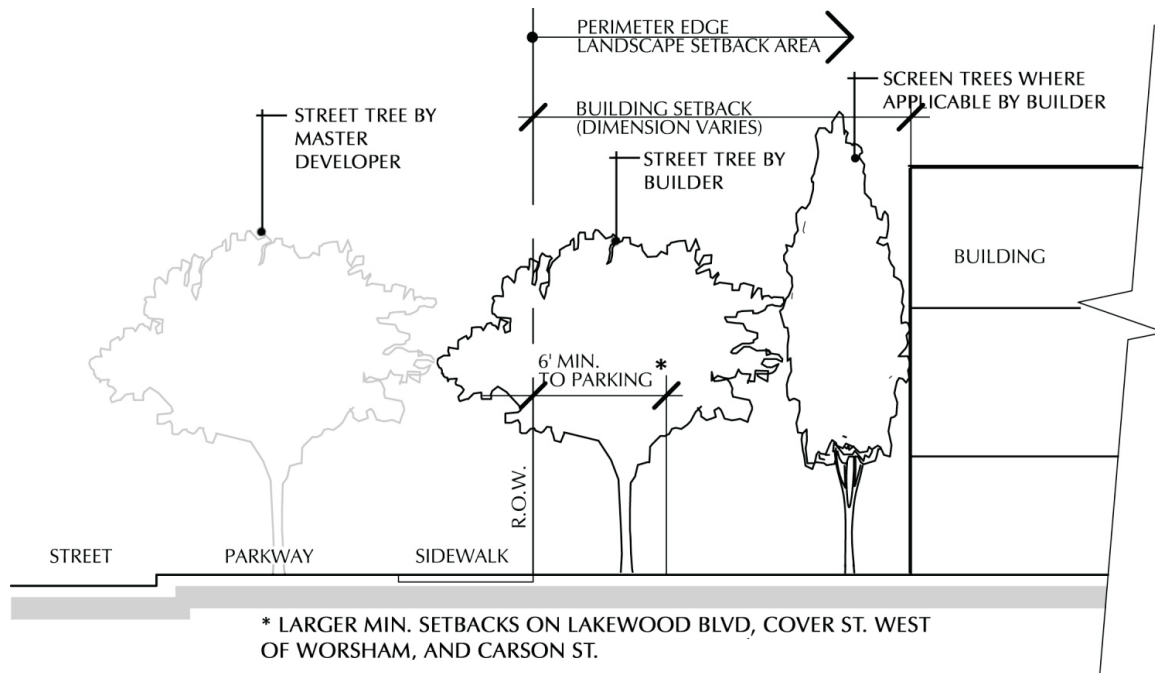 PERIMETER EDGE
LANDSCAPE SETBACK AREA
SCREEN TREES WHERE
APPLICABLE BY BUILDER
STREET TREE BY
MASTER
DEVELOPER
BUILDING SETBACK
(DIMENSION VARIES)
STREET TREE BY
BUILDER
BUILDING
6' MIN. *
TO PARKING
R.O.W.
STREET
PARKWAY
SIDEWALK
* LARGER MIN. SETBACKS ON LAKEWOOD BLVD, COVER ST. WEST
OF WORSHAM, AND CARSON ST.